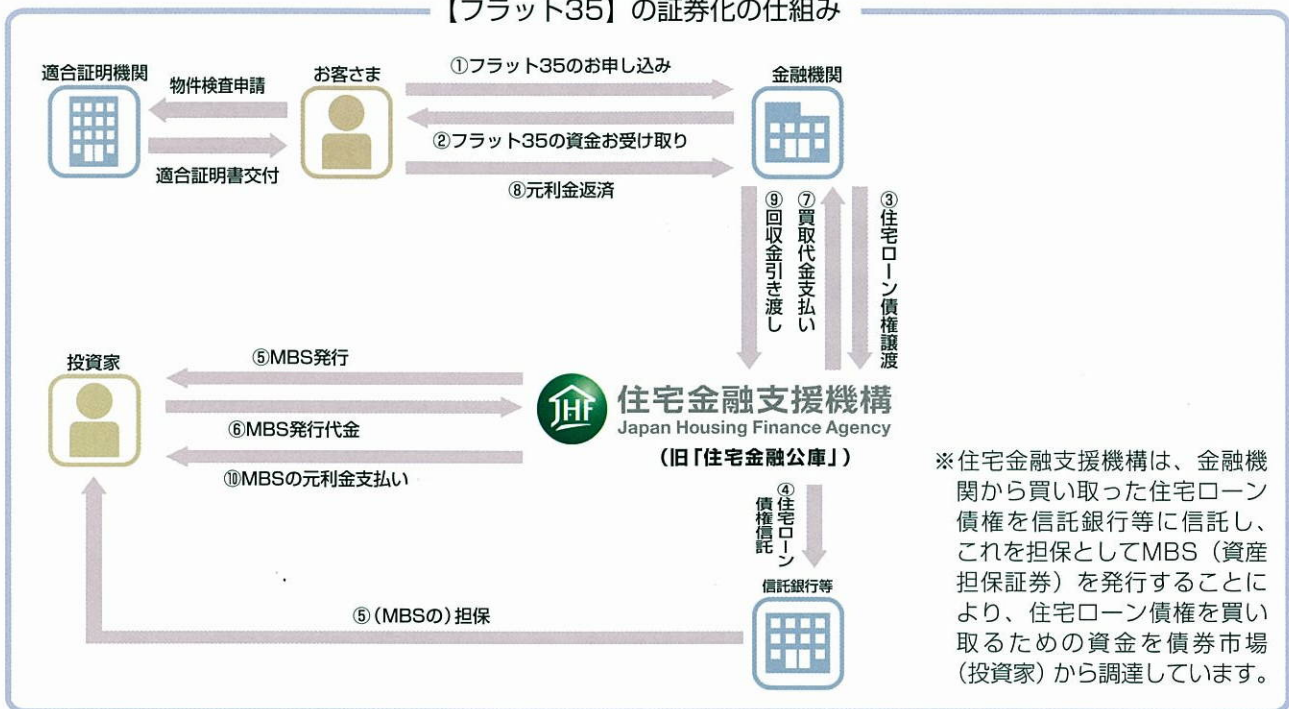 【フラット35】の証券化の仕組み
適合証明機関
物件検査申請
適合証明書交付
お客さま
①フラット35のお申し込み
②フラット35の資金お受け取り
⑧元利金返済
金融機関
⑨回収金引き渡し
⑦買取代金支払い
③住宅ローン債権譲渡
投資家
⑤MBS発行
⑥MBS発行代金
⑩MBSの元利金支払い
JHF
住宅金融支援機構
Japan Housing Finance Agency
(旧「住宅金融公庫」)
④住宅ローン
債権信託
信託銀行等
⑤(MBSの)担保
※住宅金融支援機構は、金融機
関から買い取った住宅ローン
債権を信託銀行等に信託し、
これを担保としてMBS(資産
担保証券)を発行することに
より、住宅ローン債権を買い
取るための資金を債券市場
(投資家)から調達しています。